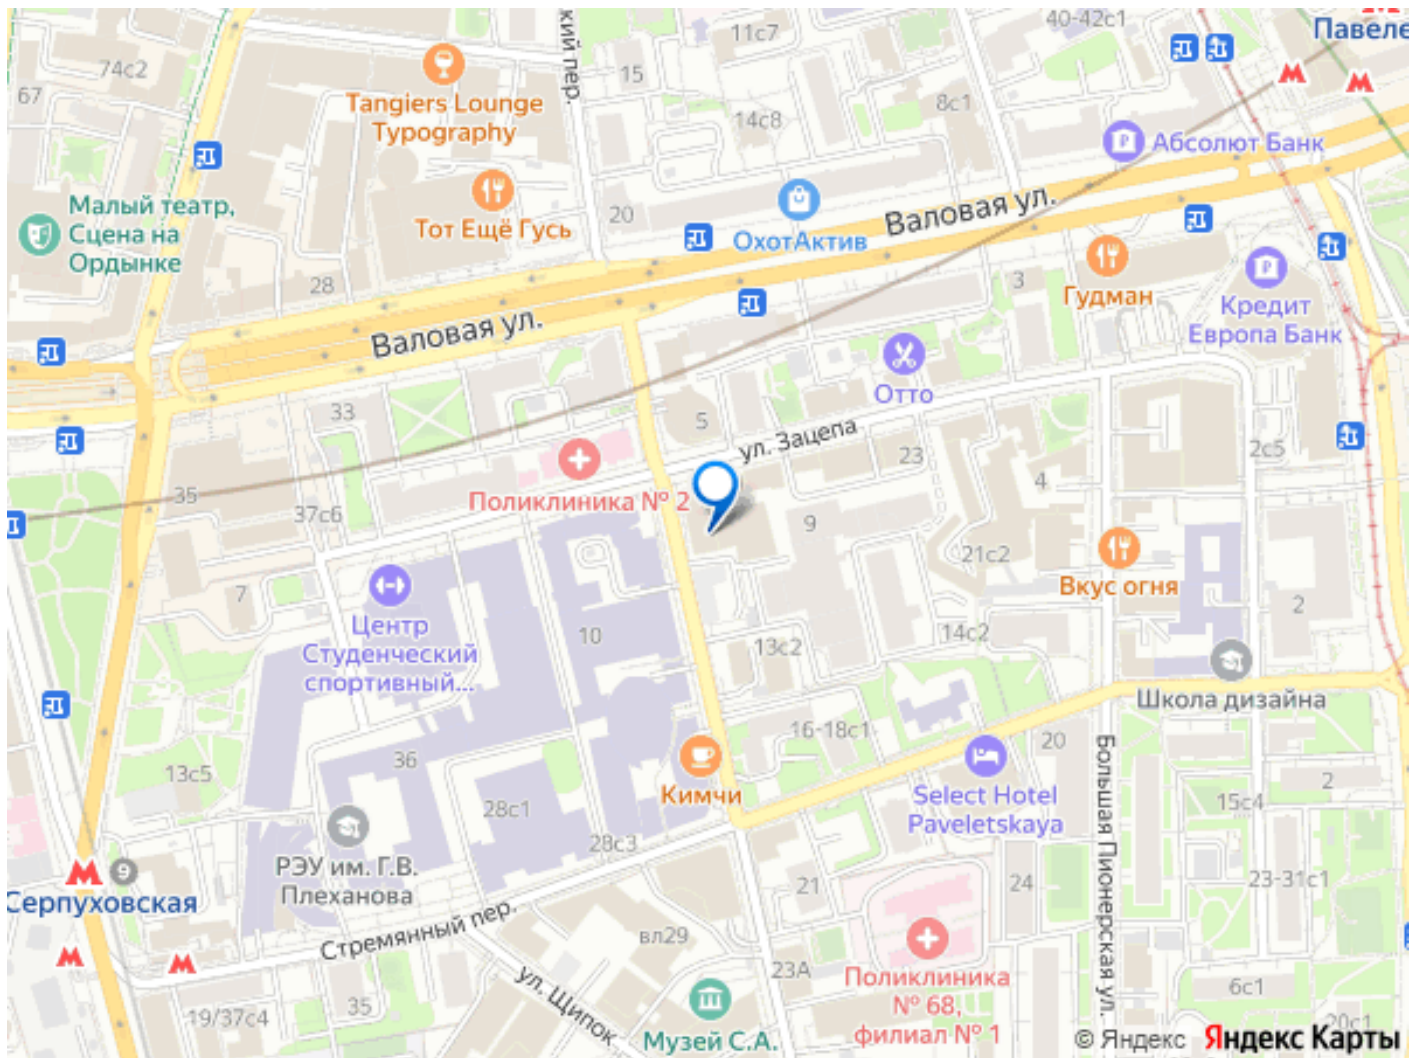 40-42с1
11с7
Павеле
кий пер.
74с2
67
15
Tangiers Lounge
Typography
14с8
8с1
Абсолют Банк
Малый театр,
Сцена на
Ордынке
Тот Ещё Гусь
20
ОхотАктив
Валовая ул.
28
3
Гудман
Кредит
Европа Банк
Валовая ул.
Отто
33
5
ул. Зацепа
23
2с5
4
35
Поликлиника № 2
37с6
9
21с2
Вкус огня
7
2
Центр
Студенческий
спортивный...
10
13с2
14с2
Школа дизайна
16-18с1
20
13с5
36
Кимчи
Select Hotel
Paveletskaya
2
15с4
28с1
28с3
Большая Пионерская ул.
РЭУ им. Г.В.
Плеханова
21
24
23-31с1
Серпуховская
Стремянный пер.
вл29
23А
ул. Щипок
Поликлиника
№ 68,
филиал № 1
6с1
19/37с4
35
Музей С.А.
20с1
© Яндекс Яндекс Карты